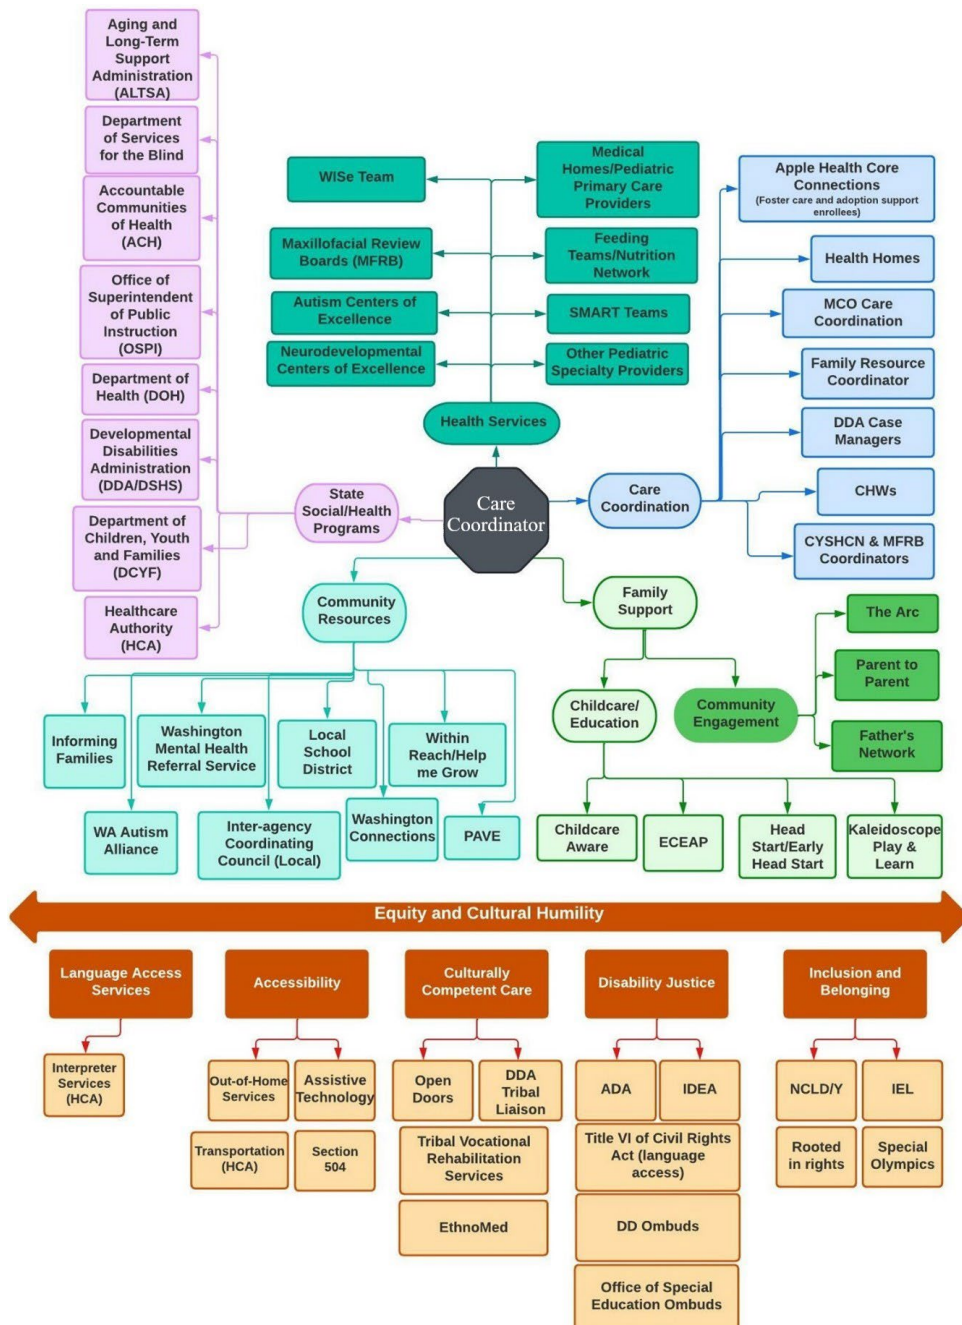 Aging and
Long-Term
Support
Administration
(ALTSA)
Department
of Services
for the Blind
Accountable
Communities
of Health
(ACH)
Office of
Superintendent
of Public
Instruction
(OSPI)
Department of
Health (DOH)
Developmental
Disabilities
Administration
(DDA/DSHS)
Department of
Children, Youth
and Families
(DCYF)
Healthcare
Authority
(HCA)
State
Social/Health
Programs
WISe Team
Maxillofacial Review
Boards (MFRB)
Autism Centers of
Excellence
Neurodevelopmental
Centers of Excellence
Medical
Homes/Pediatric
Primary Care
Providers
Feeding
Teams/Nutrition
Network
SMART Teams
Other Pediatric
Specialty Providers
Health Services
Care
Coordinator
Care
Coordination
Apple Health Core
Connections
(Foster care and adoption support
enrollees)
Health Homes
MCO Care
Coordination
Family Resource
Coordinator
DDA Case
Managers
CHWs
CYSHCN & MFRB
Coordinators
Community
Resources
Informing
Families
Washington
Mental Health
Referral Service
Local
School
District
Within
Reach/Help
me Grow
WA Autism
Alliance
Inter-agency
Coordinating
Council (Local)
Washington
Connections
PAVE
Family
Support
Childcare/
Education
Community
Engagement
The Arc
Parent to
Parent
Father's
Network
Childcare
Aware
ECEAP
Head
Start/Early
Head Start
Kaleidoscope
Play &
Learn
Equity and Cultural Humility
Language Access
Services
Interpreter
Services
(HCA)
Accessibility
Out-of-Home
Services
Assistive
Technology
Transportation
(HCA)
Section
504
Culturally
Competent Care
Open
Doors
DDA
Tribal
Liaison
Tribal Vocational
Rehabilitation
Services
EthnoMed
Disability Justice
ADA
IDEA
Title VI of Civil Rights
Act (language
access)
DD Ombuds
Office of Special
Education Ombuds
Inclusion and
Belonging
NCLD/Y
IEL
Rooted
in rights
Special
Olympics